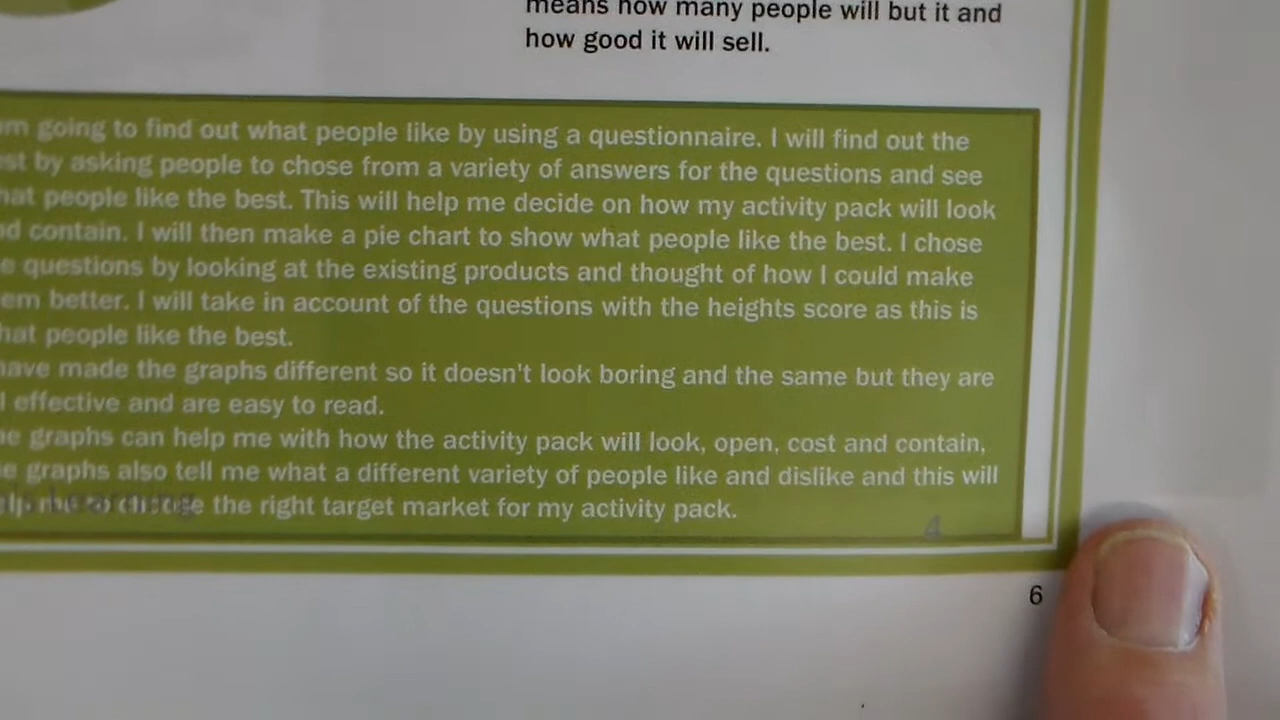 means how many people will but it and
how good it will sell.
going to find out what people like by using a questionnaire. I will find out the
by asking people to chose from a variety of answers for the questions and see
people like the best. This will help me decide on how my activity pack will look
contain. I will then make a pie chart to show what people like the best. I chose
questions by looking at the existing products and thought of how I could make
better. I will take in account of the questions with the heights score as this is
people like the best.
made the graphs different so it doesn't look boring and the same but they are
effective and are easy to read.
graphs can help me with how the activity pack will look, open, cost and contain,
graphs also tell me what a different variety of people like and dislike and this will
the right target market for my activity pack.
4
6